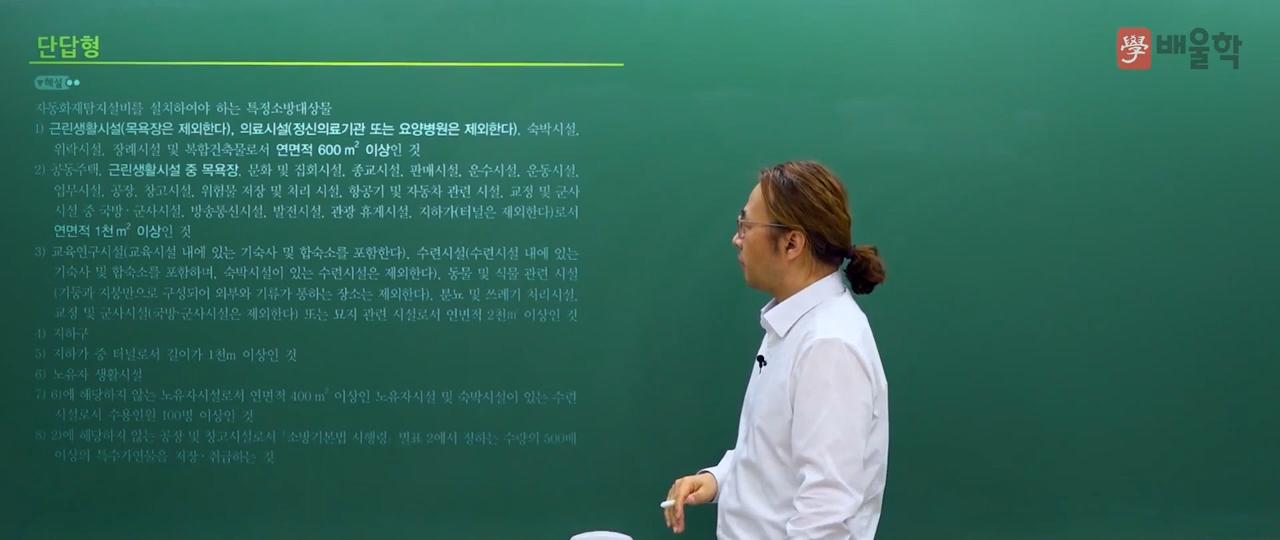 단답형
學 배울학
▼해설
자동화재탐지설비를 설치하여야 하는 특정소방대상물
1) 근린생활시설(목욕장은 제외한다), 의료시설(정신의료기관 또는 요양병원은 제외한다), 숙박시설,
위락시설, 장례시설 및 복합건축물로서 연면적 600㎡ 이상인 것
2) 공동주택, 근린생활시설 중 목욕장, 문화 및 집회시설, 종교시설, 판매시설, 운수시설, 운동시설,
업무시설, 공장, 창고시설, 위험물 저장 및 처리 시설, 항공기 및 자동차 관련 시설, 교정 및 군사
시설 중 국방·군사시설, 방송통신시설, 발전시설, 관광 휴게시설, 지하가(터널은 제외한다)로서
연면적 1천㎡ 이상인 것
3) 교육연구시설(교육시설 내에 있는 기숙사 및 합숙소를 포함한다), 수련시설(수련시설 내에 있는
기숙사 및 합숙소를 포함하며, 숙박시설이 있는 수련시설은 제외한다), 동물 및 식물 관련 시설
(기둥과 지붕만으로 구성되어 외부와 기류가 통하는 장소는 제외한다), 분뇨 및 쓰레기 처리시설,
교정 및 군사시설(국방·군사시설은 제외한다) 또는 묘지 관련 시설로서 연면적 2천㎡ 이상인 것
4) 지하구
5) 지하가 중 터널로서 길이가 1천m 이상인 것
6) 노유자 생활시설
7) 6)에 해당하지 않는 노유자시설로서 연면적 400㎡ 이상인 노유자시설 및 숙박시설이 있는 수련
시설로서 수용인원 100명 이상인 것
8) 2)에 해당하지 않는 공장 및 창고시설로서 「소방기본법 시행령」 별표 2에서 정하는 수량의 500배
이상의 특수가연물을 저장·취급하는 것